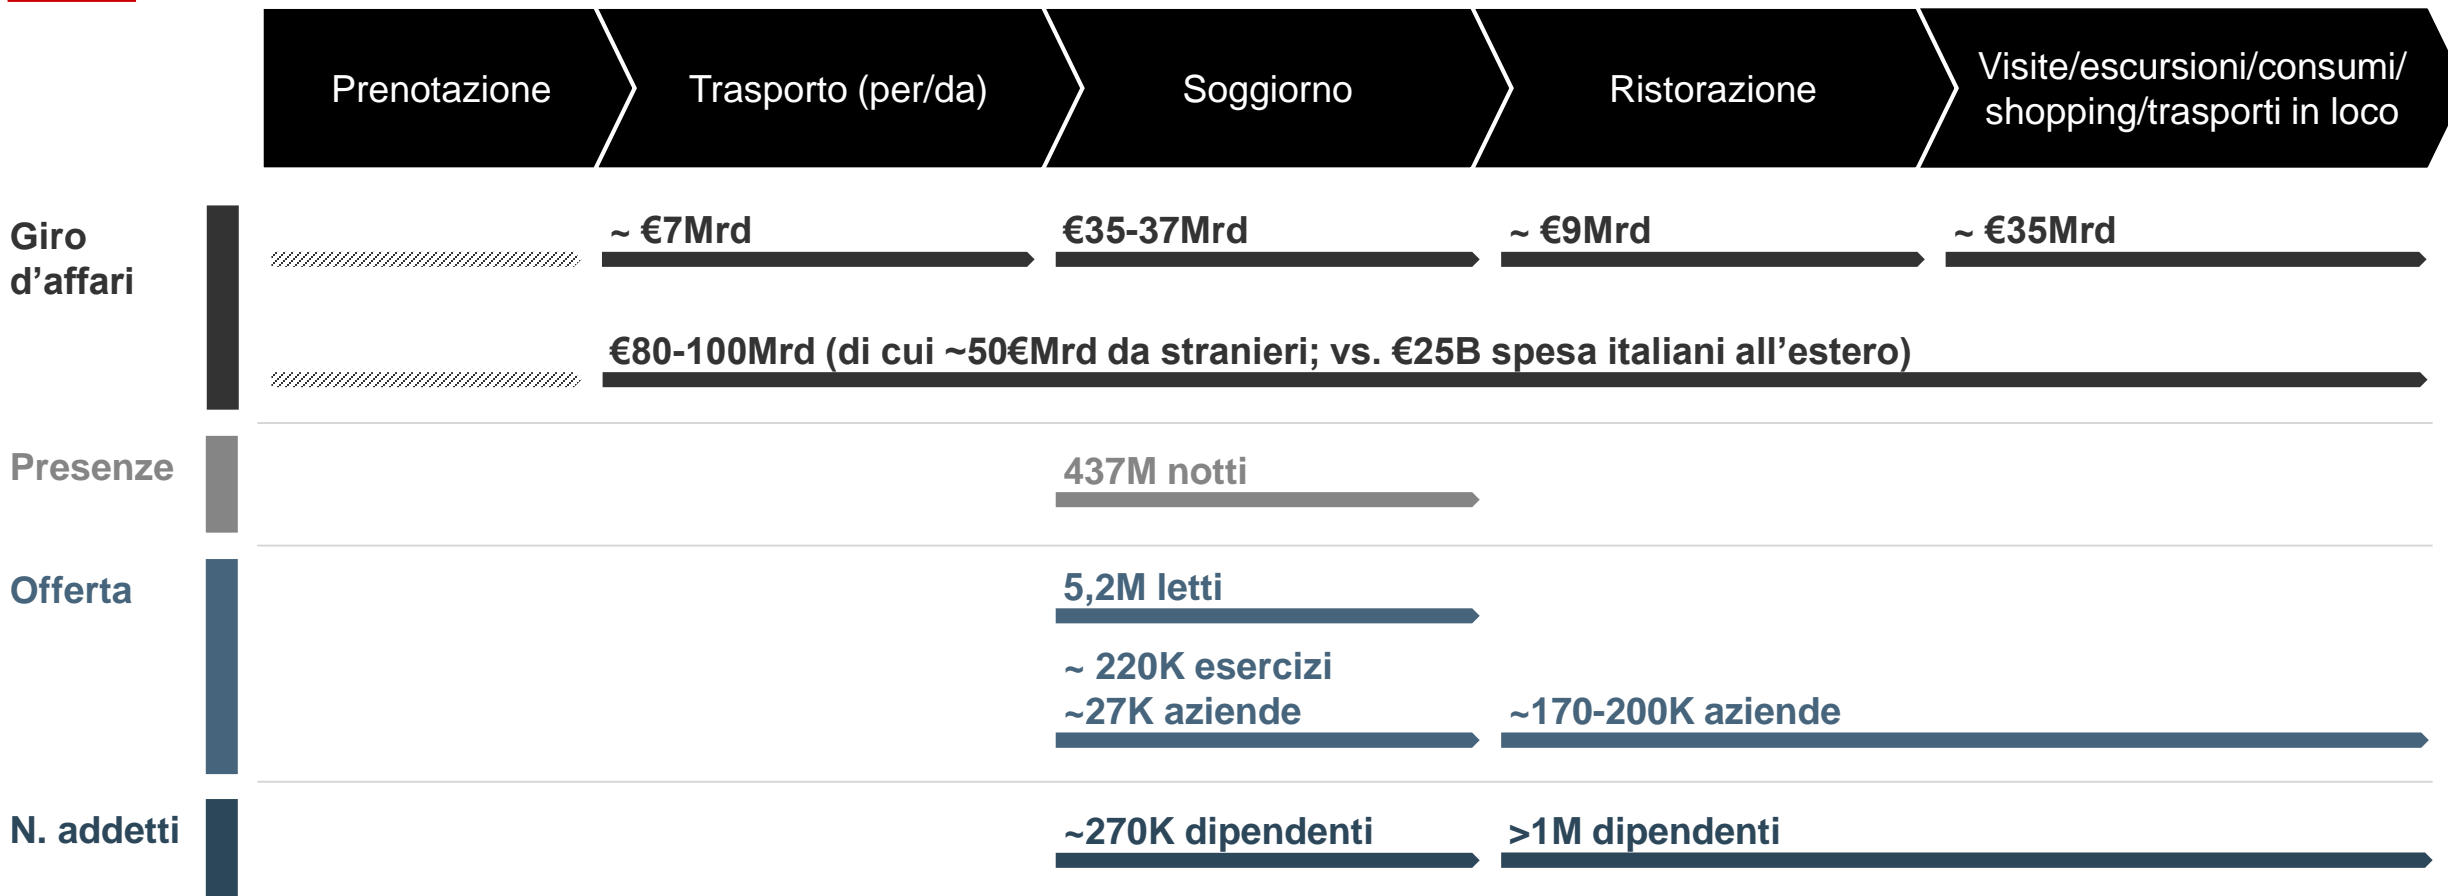 Prenotazione
Trasporto (per/da)
Soggiorno
Ristorazione
Visite/escursioni/consumi/
shopping/trasporti in loco
Giro
d’affari
~ €7Mrd
€35-37Mrd
~ €9Mrd
~ €35Mrd
€80-100Mrd (di cui ~50€Mrd da stranieri; vs. €25B spesa italiani all’estero)
Presenze
437M notti
Offerta
5,2M letti
~ 220K esercizi
~27K aziende
~170-200K aziende
N. addetti
~270K dipendenti
>1M dipendenti